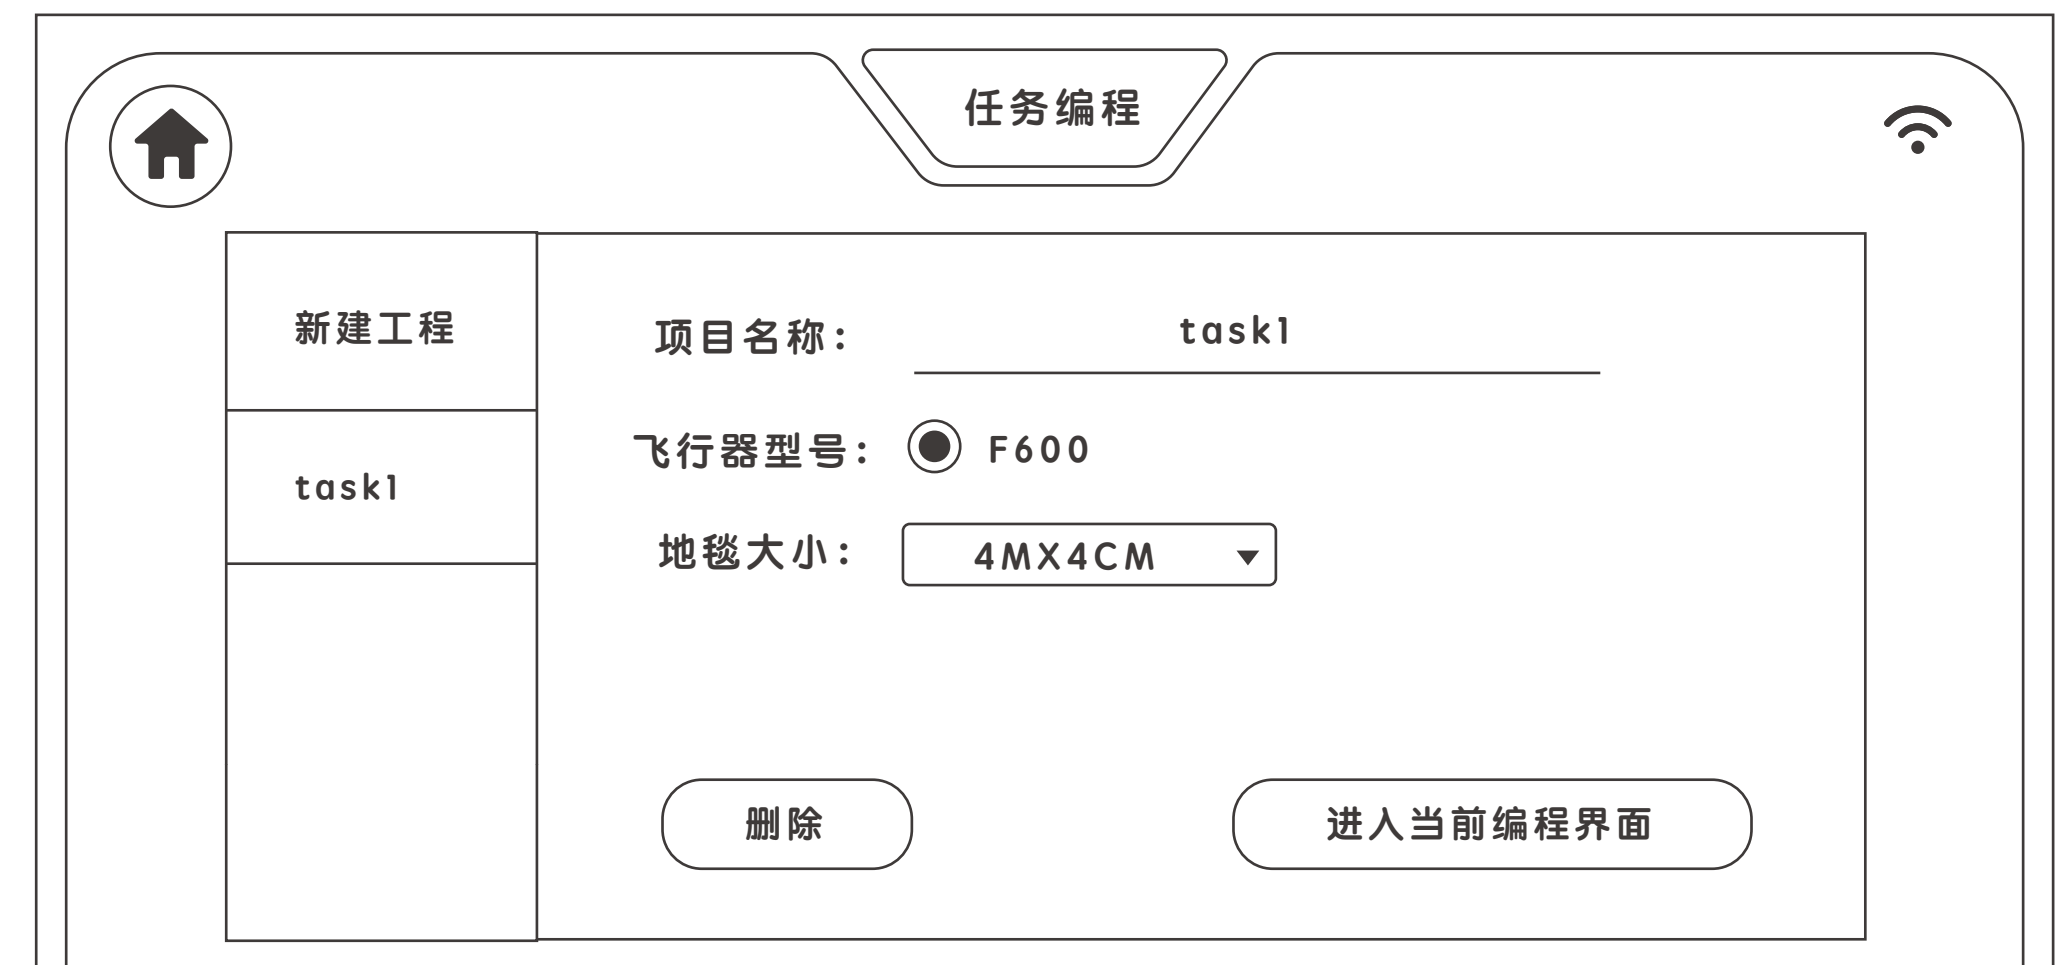 任务编程
新建工程
task1
项目名称： task1
飞行器型号： F600
地毯大小： 4MX4CM
删除
进入当前编程界面